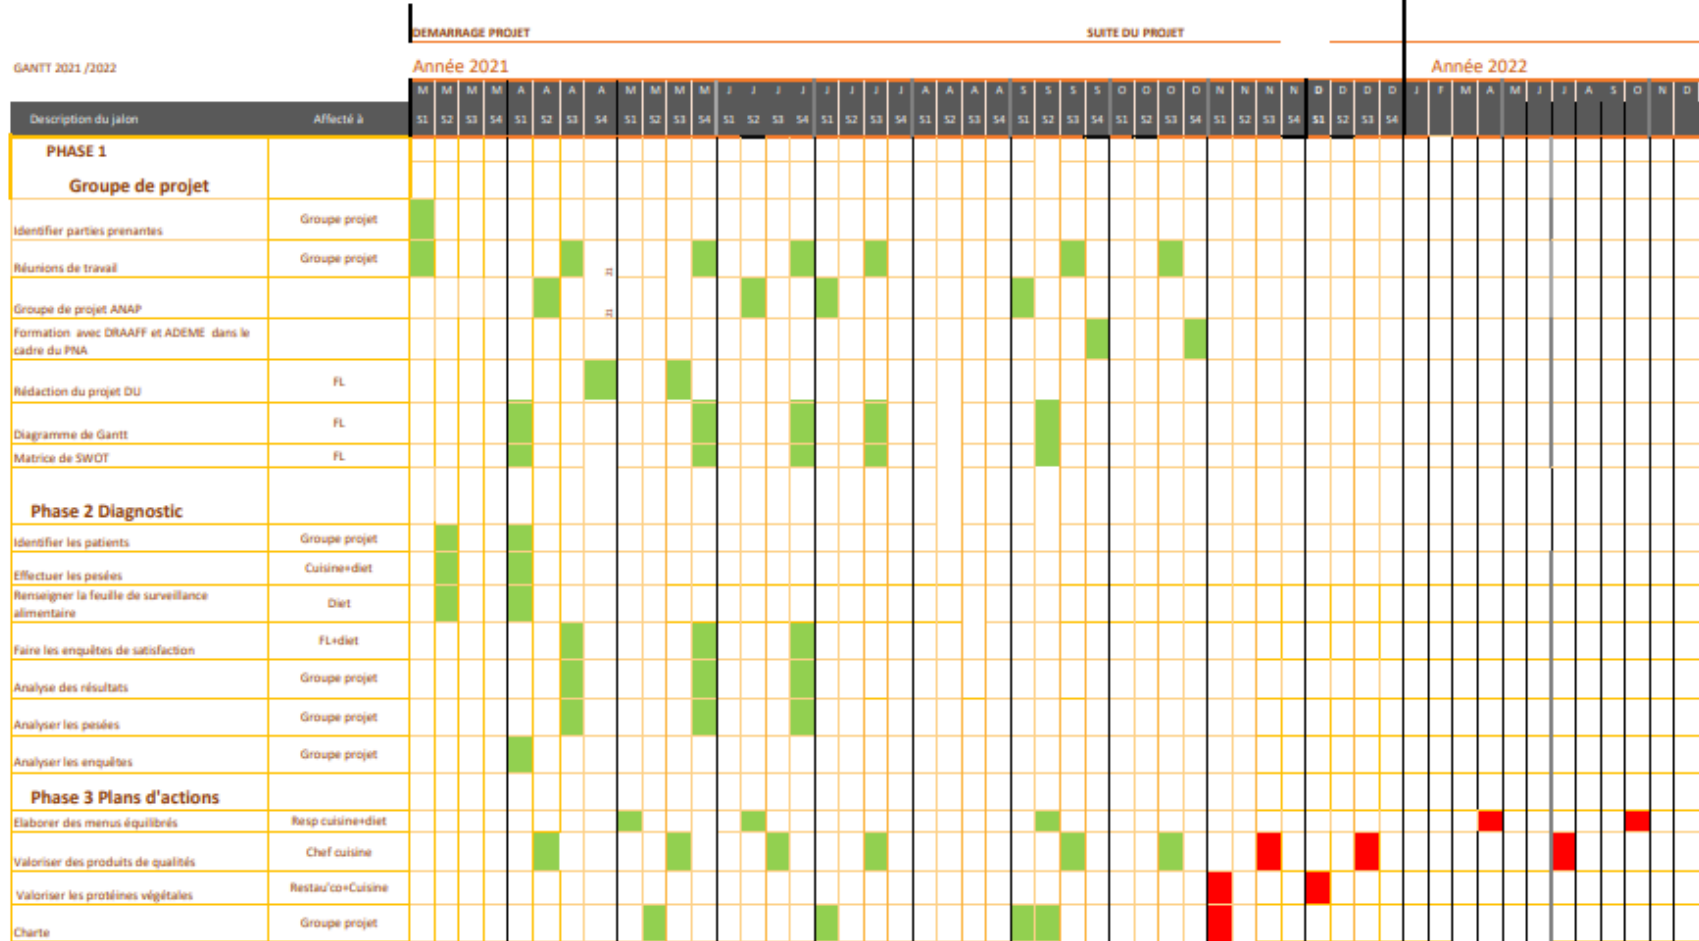 DEMARRAGE PROJET SUITE DU PROJET
GANTT 2021 /2022 Année 2021 Année 2022
M M M M A A A A M M M M J J J J J J J J A A A A S S S S O O O O N N N N D D D D J F M A M J J A S O N D
Description du jalon Affecté à S1 S2 S3 S4 S1 S2 S3 S4 S1 S2 S3 S4 S1 S2 S3 S4 S1 S2 S3 S4 S1 S2 S3 S4 S1 S2 S3 S4 S1 S2 S3 S4 S1 S2 S3 S4 S1 S2 S3 S4
PHASE 1
Groupe de projet
Identifier parties prenantes Groupe projet
Réunions de travail Groupe projet 21
Groupe de projet ANAP 21
Formation avec DRAAFF et ADEME dans le
cadre du PNA
Rédaction du projet DU FL
Diagramme de Gantt FL
Matrice de SWOT FL
Phase 2 Diagnostic
Identifier les patients Groupe projet
Effectuer les pesées Cuisine+diet
Renseigner la feuille de surveillance
alimentaire Diet
Faire les enquêtes de satisfaction FL+diet
Analyse des résultats Groupe projet
Analyser les pesées Groupe projet
Analyser les enquêtes Groupe projet
Phase 3 Plans d'actions
Elaborer des menus équilibrés Resp cuisine+diet
Valoriser des produits de qualités Chef cuisine
Valoriser les protéines végétales Restau'co+Cuisine
Charte Groupe projet